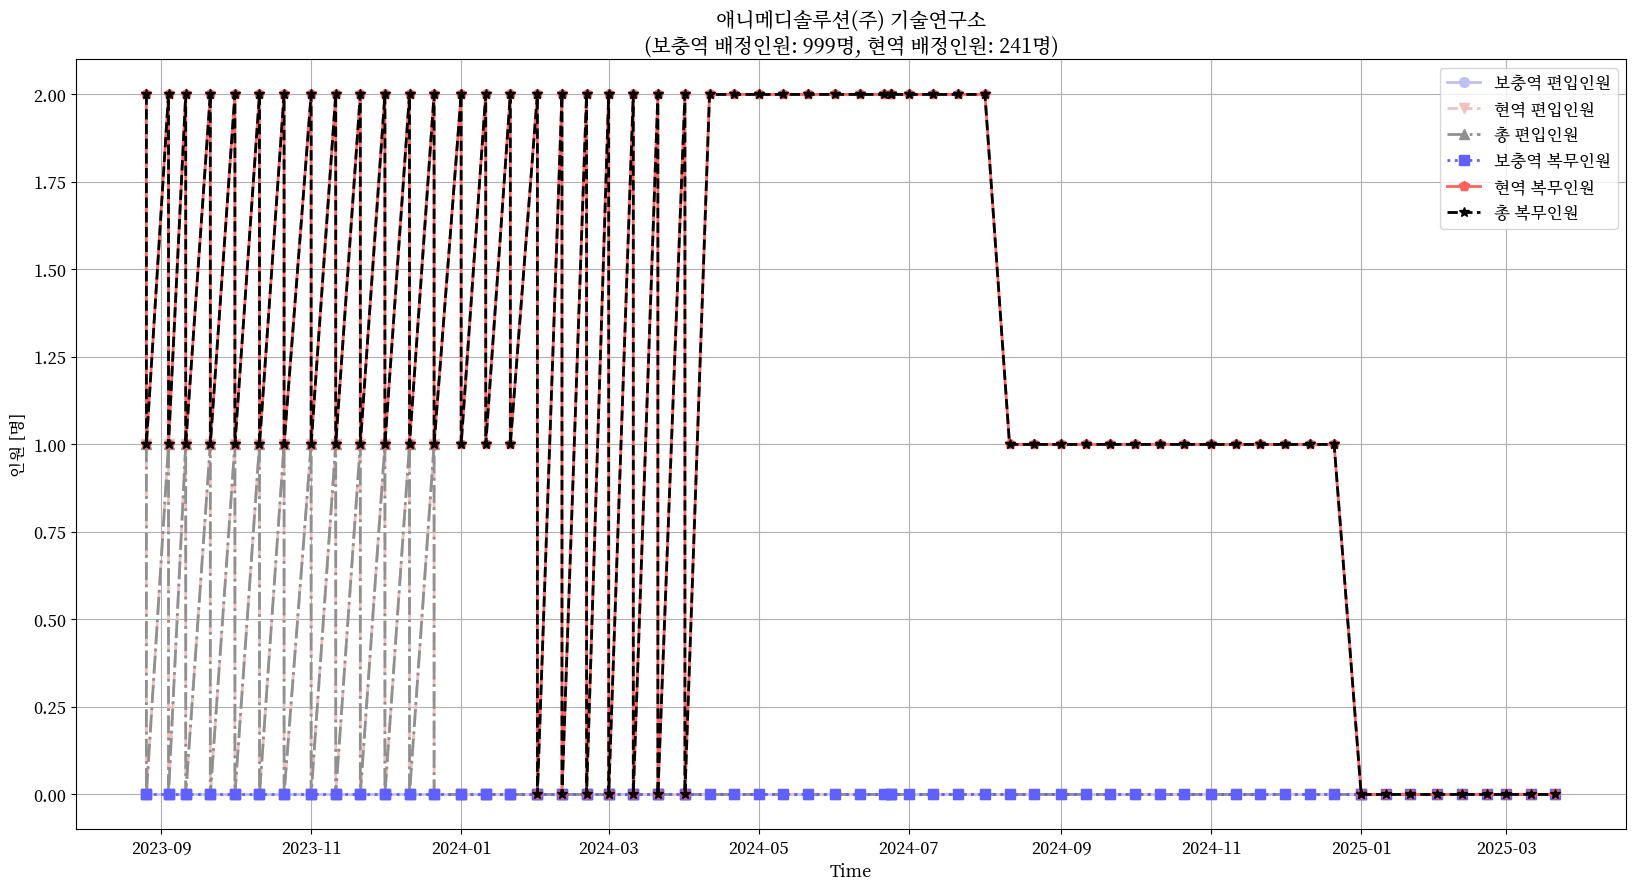 애니메디솔루션(주) 기술연구소
(보충역 배정인원: 999명, 현역 배정인원: 241명)
보충역 편입인원
현역 편입인원
총 편입인원
보충역 복무인원
현역 복무인원
총 복무인원
인원 [명]
2.00
1.75
1.50
1.25
1.00
0.75
0.50
0.25
0.00
2023-09 2023-11 2024-01 2024-03 2024-05 2024-07 2024-09 2024-11 2025-01 2025-03
Time